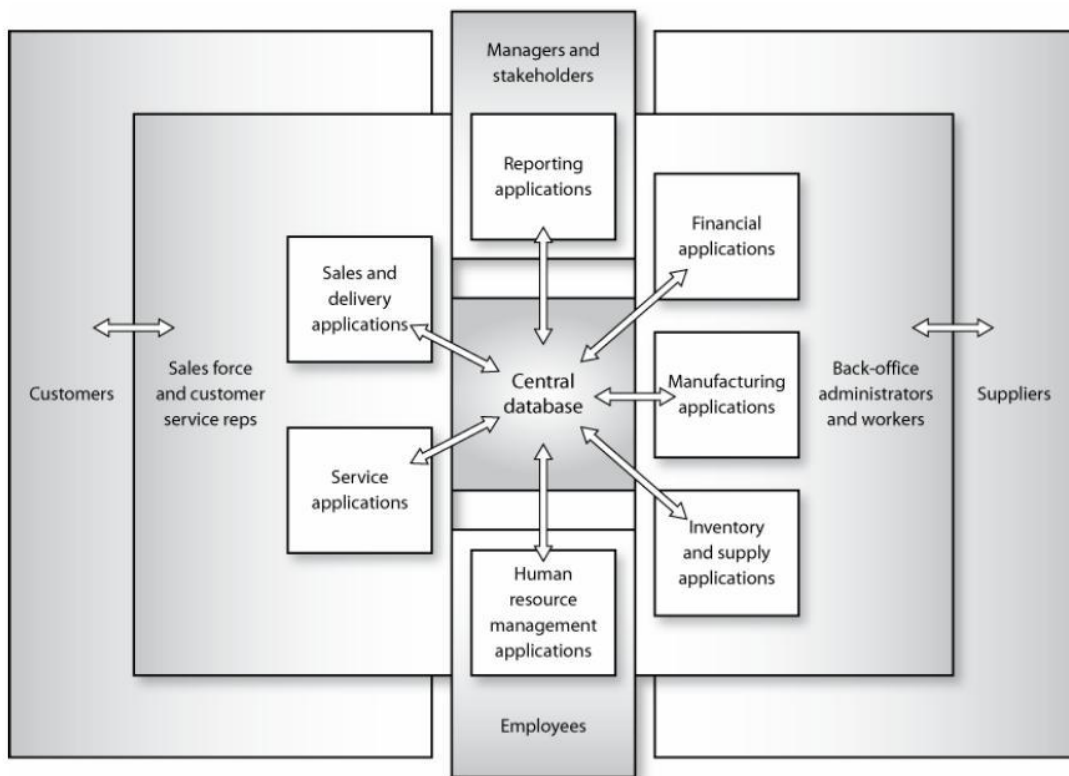 Managers and
stakeholders
Reporting
applications
Financial
applications
Sales and
delivery
applications
Customers
Sales force
and customer
service reps
Central
database
Manufacturing
applications
Back-office
administrators
and workers
Suppliers
Service
applications
Inventory
and supply
applications
Human
resource
management
applications
Employees